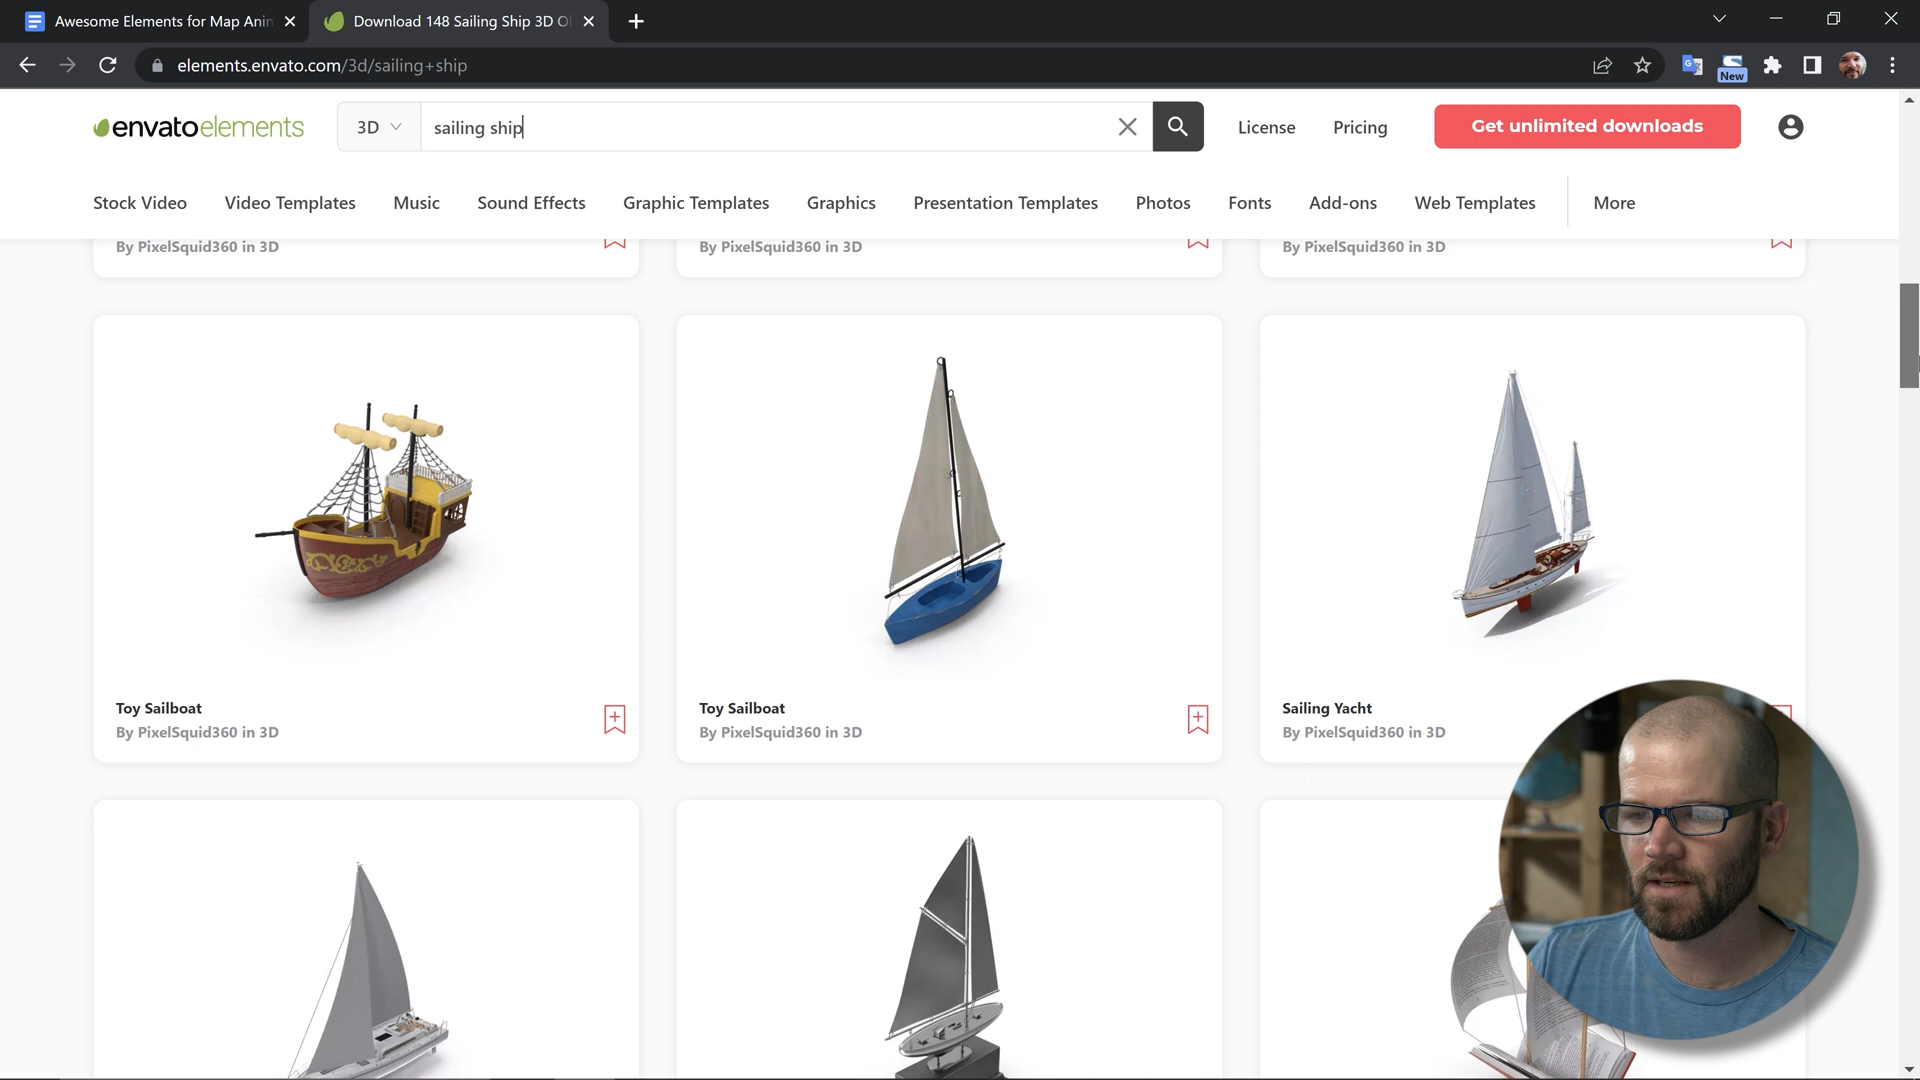 Awesome Elements for Map Anin
Download 148 Sailing Ship 3D O
elements.envato.com/3d/sailing+ship
New
envatoelements
3D
sailing ship
License
Pricing
Get unlimited downloads
Stock Video
Video Templates
Music
Sound Effects
Graphic Templates
Graphics
Presentation Templates
Photos
Fonts
Add-ons
Web Templates
More
By PixelSquid360 in 3D
By PixelSquid360 in 3D
By PixelSquid360 in 3D
Toy Sailboat
By PixelSquid360 in 3D
Toy Sailboat
By PixelSquid360 in 3D
Sailing Yacht
By PixelSquid360 in 3D